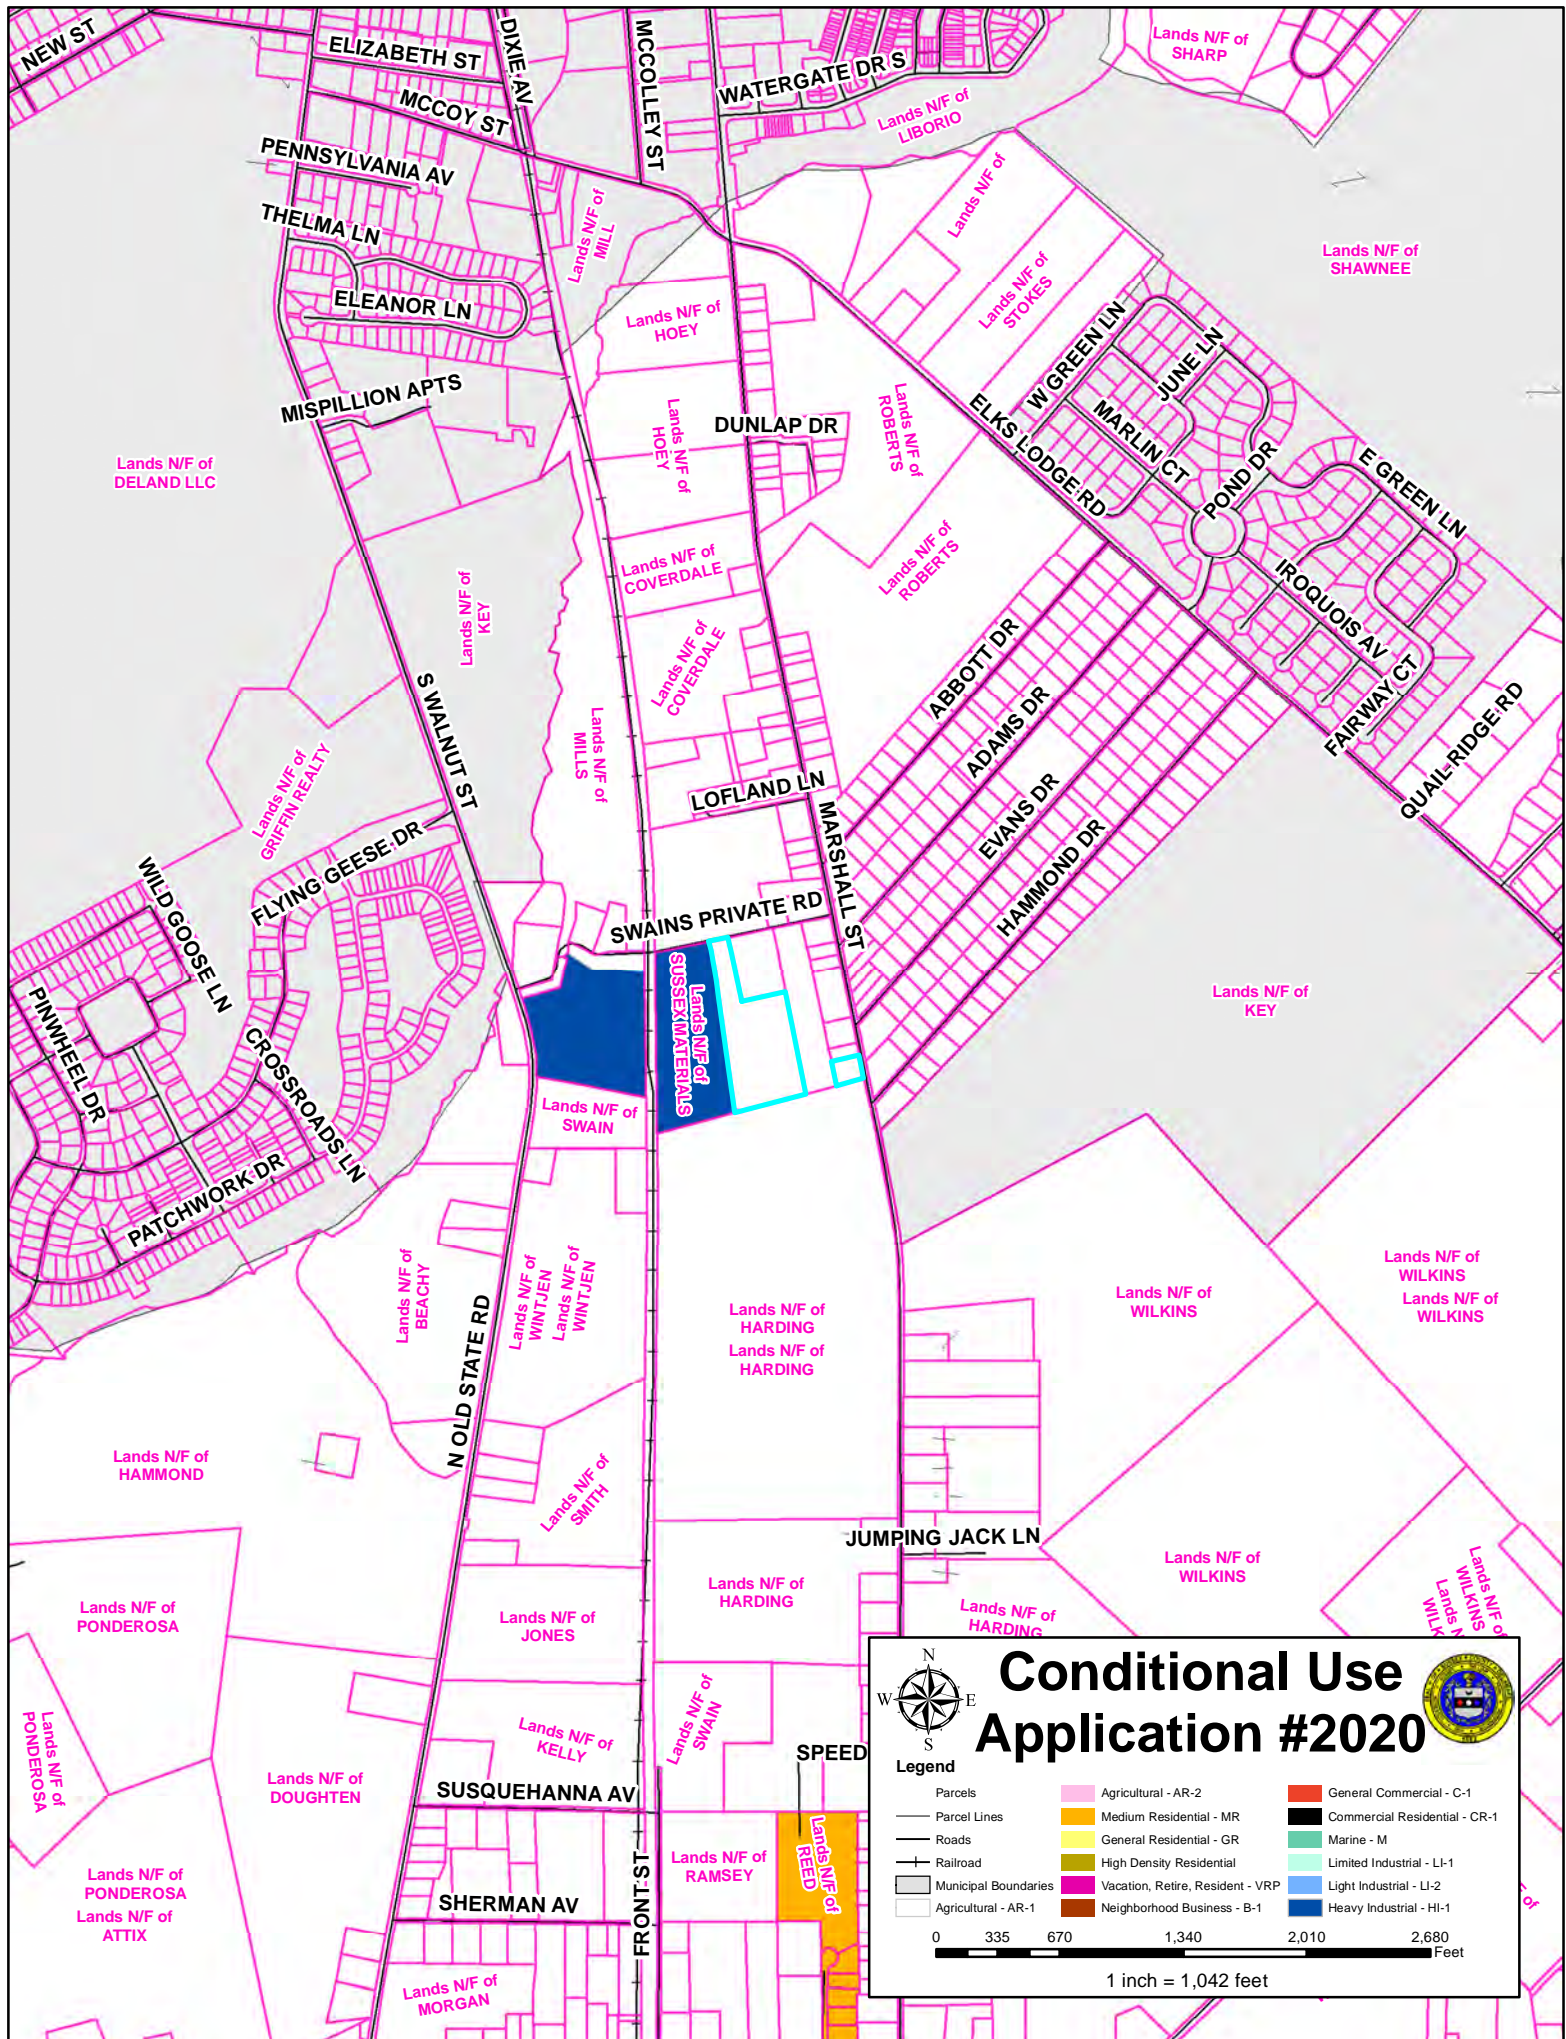 NEW ST
ELIZABETH ST
DIXIE AV
MCCOLLEY ST
WATERGATE DR S
Lands N/F of
SHARP
MCCOY ST
Lands N/F of
LIBORIO
PENNSYLVANIA AV
THELMA LN
Lands N/F of
MILL
Lands N/F of
Lands N/F of
SHAWNEE
ELEANOR LN
Lands N/F of
HOEY
Lands N/F of
STOKES
W GREEN LN
JUNE LN
MISPILLION APTS
Lands N/F of
HOEY
DUNLAP DR
Lands N/F of
ROBERTS
ELKS LODGE RD
MARLIN CT
POND DR
E GREEN LN
Lands N/F of
DELAND LLC
Lands N/F of
COVERDALE
Lands N/F of
ROBERTS
Lands N/F of
KEY
IROQUOIS AV
Lands N/F of
COVERDALE
ABBOTT DR
ADAMS DR
FAIRWAY CT
QUAIL RIDGE RD
S WALNUT ST
Lands N/F of
MILLS
Lands N/F of
GRIFFIN REALTY
LOFLAND LN
MARSHALL ST
EVANS DR
HAMMOND DR
FLYING GEESE DR
WILD GOOSE LN
SWAINS PRIVATE RD
Lands N/F of
SUSSEX MATERIALS
Lands N/F of
KEY
PINWHEEL DR
CROSSROADS LN
Lands N/F of
SWAIN
PATCHWORK DR
Lands N/F of
BEACHY
Lands N/F of
WINTJEN
Lands N/F of
WINTJEN
Lands N/F of
HARDING
Lands N/F of
HARDING
Lands N/F of
WILKINS
Lands N/F of
WILKINS
Lands N/F of
WILKINS
N OLD STATE RD
Lands N/F of
HAMMOND
Lands N/F of
SMITH
JUMPING JACK LN
Lands N/F of
WILKINS
Lands N/F of
HARDING
Lands N/F of
HARDING
Lands N/F of
WILKINS
Lands N
WILK
Lands N/F of
PONDEROSA
Lands N/F of
JONES
Lands N/F of
PONDEROSA
Lands N/F of
KELLY
Lands N/F of
SWAIN
SPEED
Lands N/F of
DOUGHTEN
SUSQUEHANNA AV
Lands N/F of
RAMSEY
Lands N/F of
REED
Lands N/F of
PONDEROSA
Lands N/F of
ATTIX
SHERMAN AV
FRONT ST
Lands N/F of
MORGAN
of
N
W
E
S
Conditional Use
Application #2020
Legend
Parcels
Parcel Lines
Roads
Railroad
Municipal Boundaries
Agricultural - AR-1
Agricultural - AR-2
Medium Residential - MR
General Residential - GR
High Density Residential
Vacation, Retire, Resident - VRP
Neighborhood Business - B-1
General Commercial - C-1
Commercial Residential - CR-1
Marine - M
Limited Industrial - LI-1
Light Industrial - LI-2
Heavy Industrial - HI-1
0 335 670 1,340 2,010 2,680
Feet
1 inch = 1,042 feet